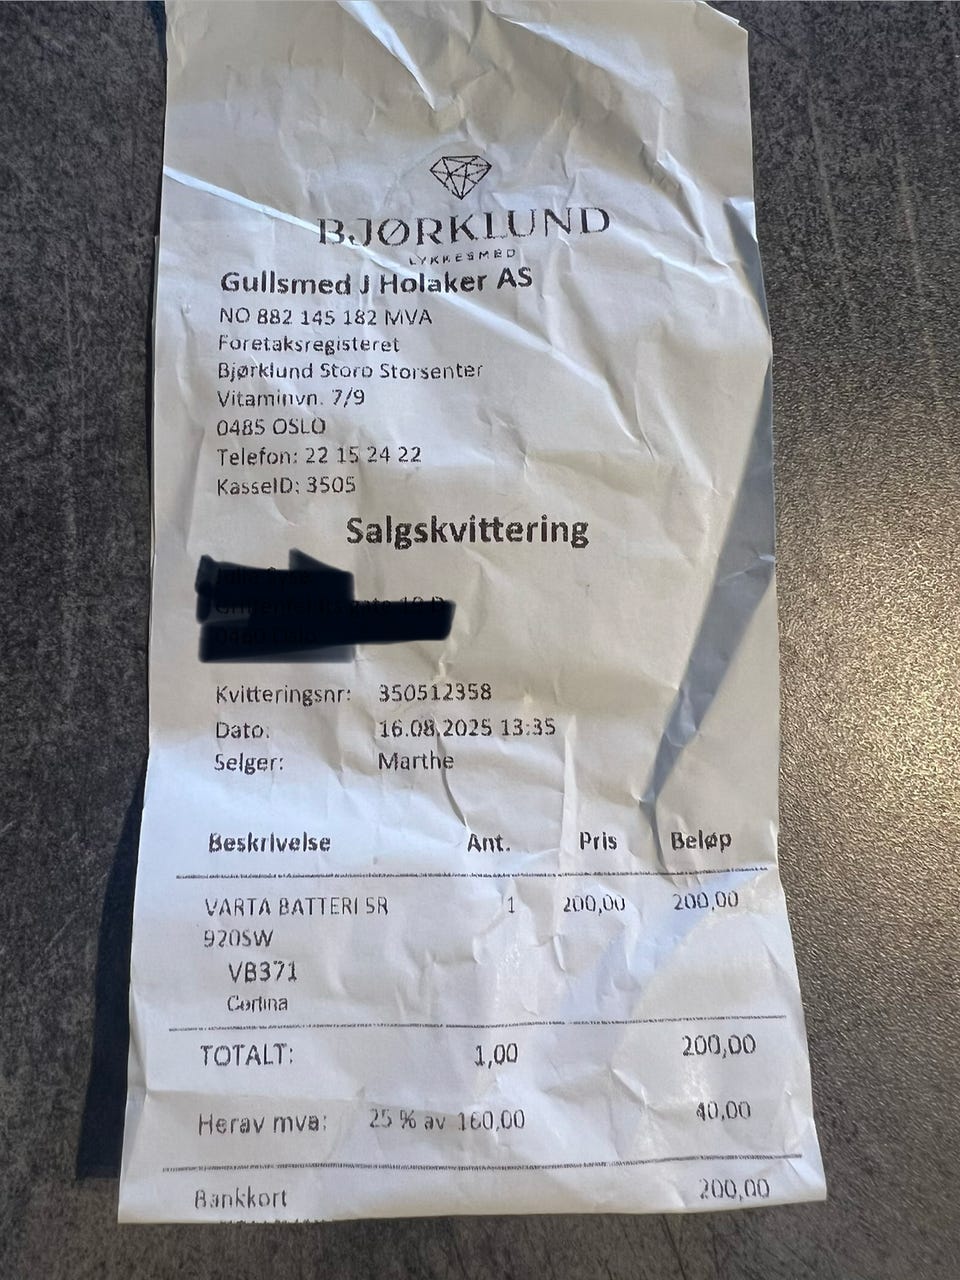 BJØRKLUND
LYKKESMED
Gullsmed J Holaker AS
NO 882 145 182 MVA
Foretaksregisteret
Bjørklund Storo Storsenter
Vitaminvn. 7/9
0485 OSLO
Telefon: 22 15 24 22
KasseID: 3505
Salgskvittering
Kvitteringsnr: 350512358
Dato: 16.08.2025 13:35
Selger: Marthe
Beskrivelse Ant. Pris Beløp
VARTA BATTERI SR 1 200,00 200,00
920SW
VB371
Cortina
TOTALT: 1,00 200,00
Herav mva: 25 % av 160,00 40,00
Bankkort 200,00